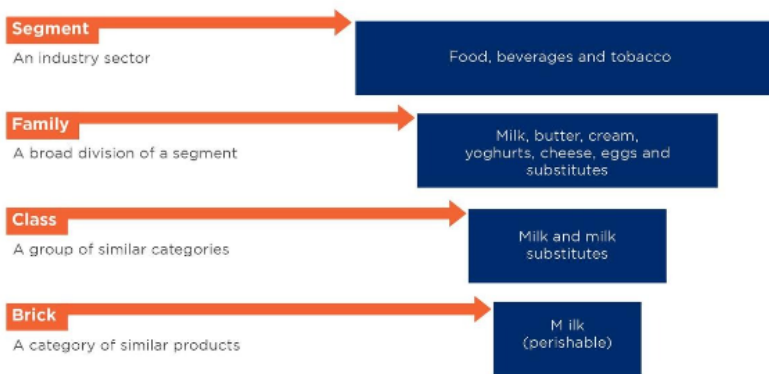 Segment
An industry sector
Food, beverages and tobacco
Family
A broad division of a segment
Milk, butter, cream,
yoghurts, cheese, eggs and
substitutes
Class
A group of similar categories
Milk and milk
substitutes
Brick
A category of similar products
M ilk
(perishable)